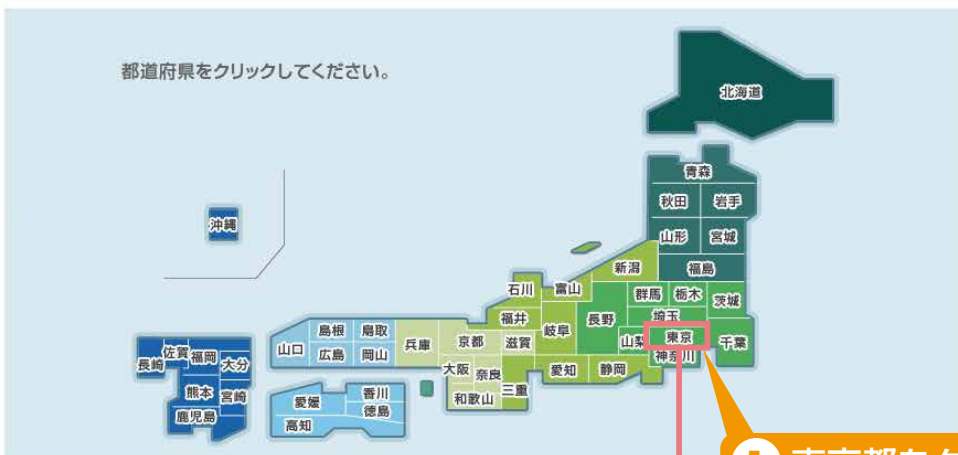 都道府県をクリックしてください。
北海道
青森
秋田 岩手
沖縄
山形 宮城
新潟 福島
石川 富山
群馬 栃木 茨城
福井 岐阜 長野 埼玉
島根 鳥取 兵庫 京都 滋賀 山梨 東京 千葉
山口 広島 岡山 神奈川
長崎 佐賀 福岡 大分
大阪 奈良 三重 愛知 静岡
熊本 宮崎
愛媛 香川 和歌山
鹿児島 徳島
高知